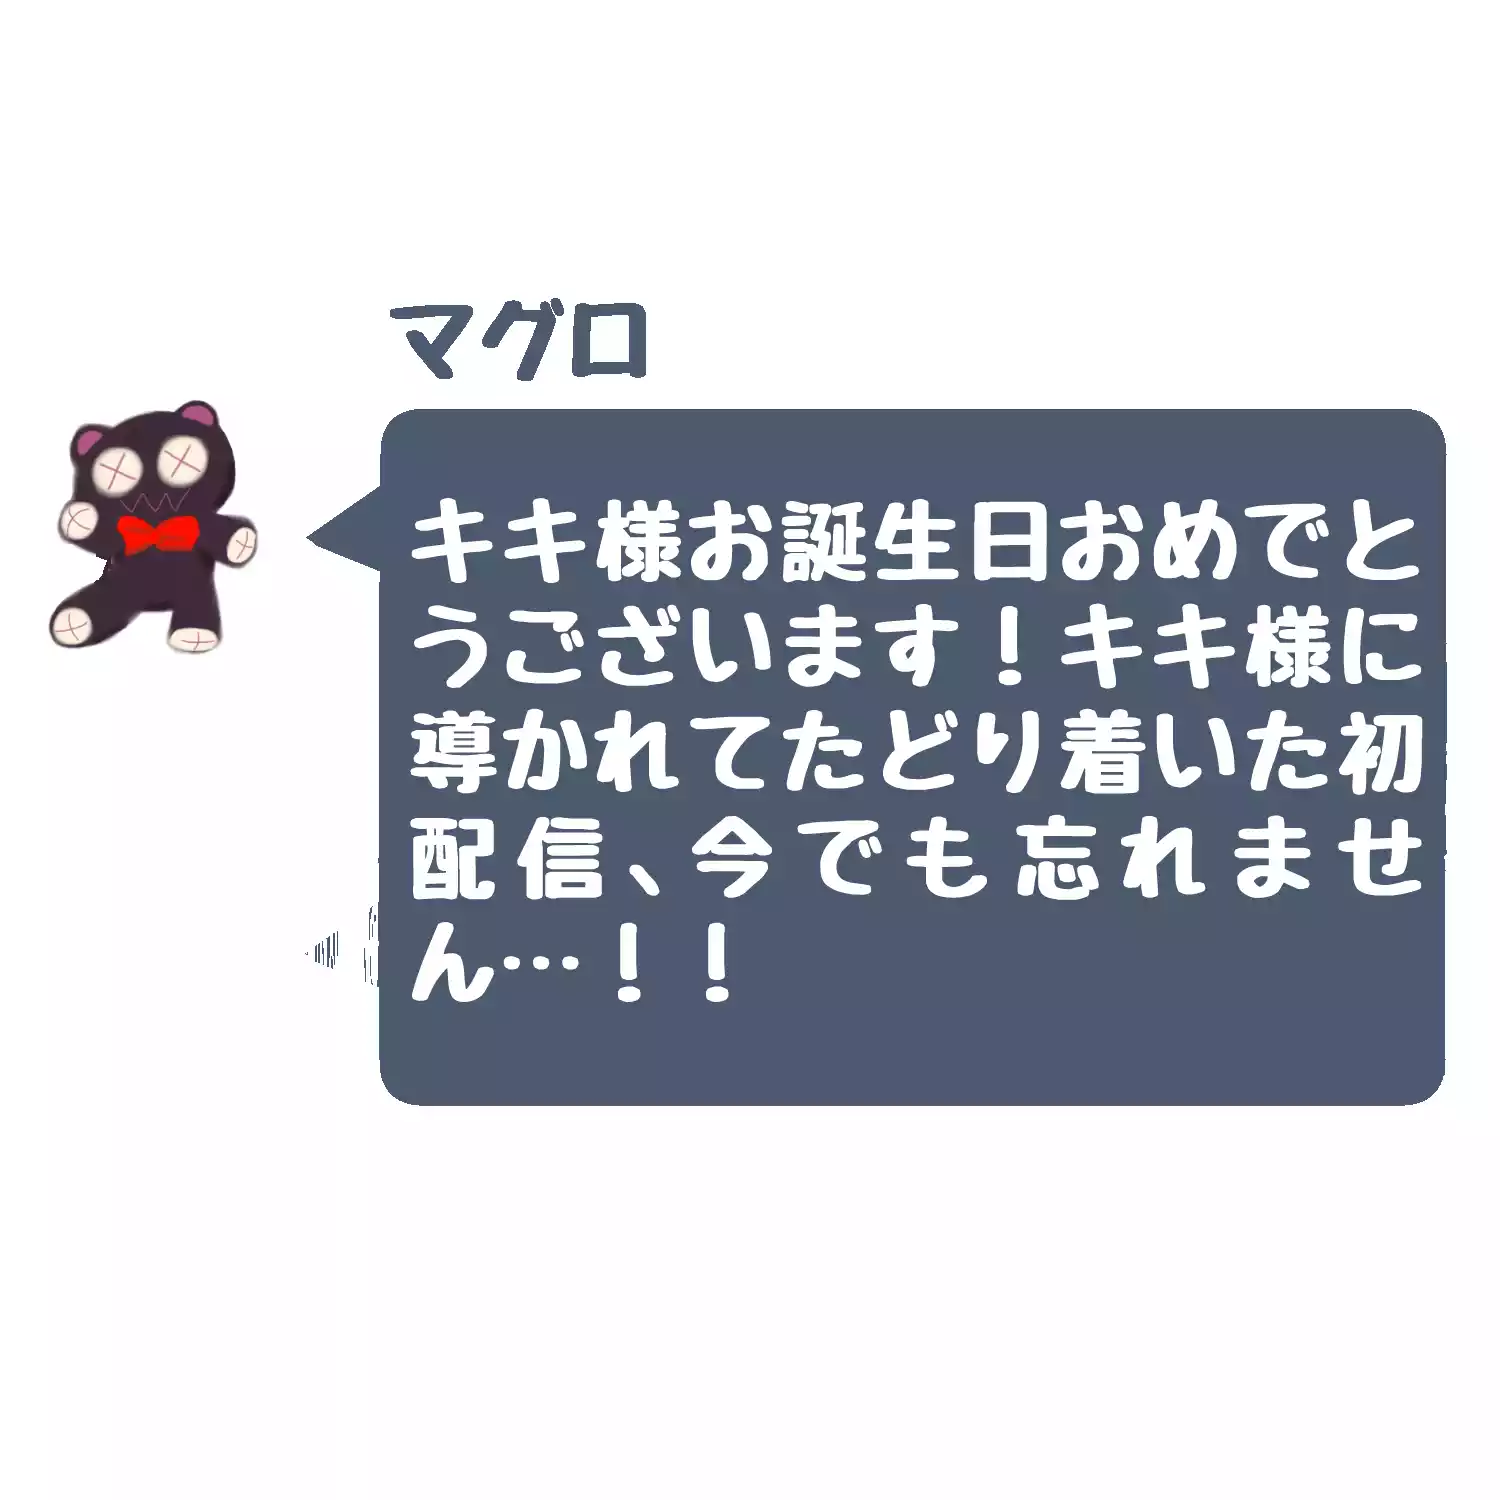 マグロ
キキ様お誕生日おめでと
うございます！キキ様に
導かれてたどり着いた初
配信、今でも忘れませ
ん…！！